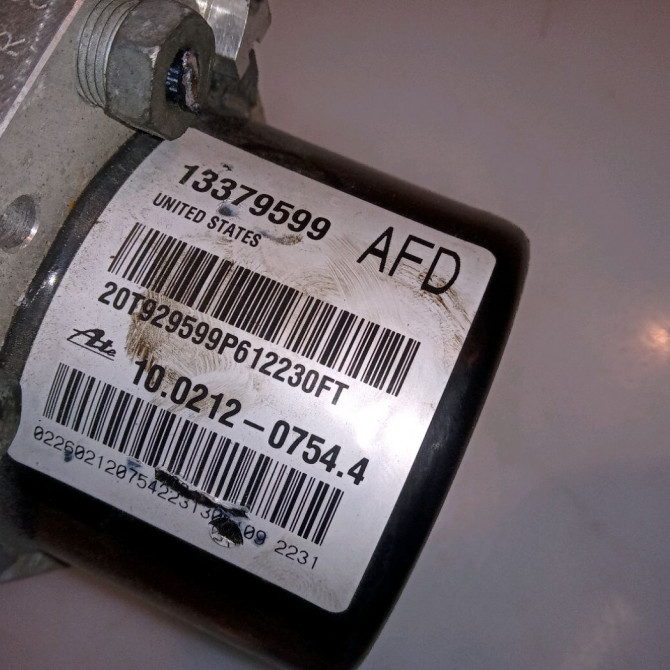 13379599
UNITED STATES
AFD
20T929599P612230FT
Ate
10.0212-0754.4
2231